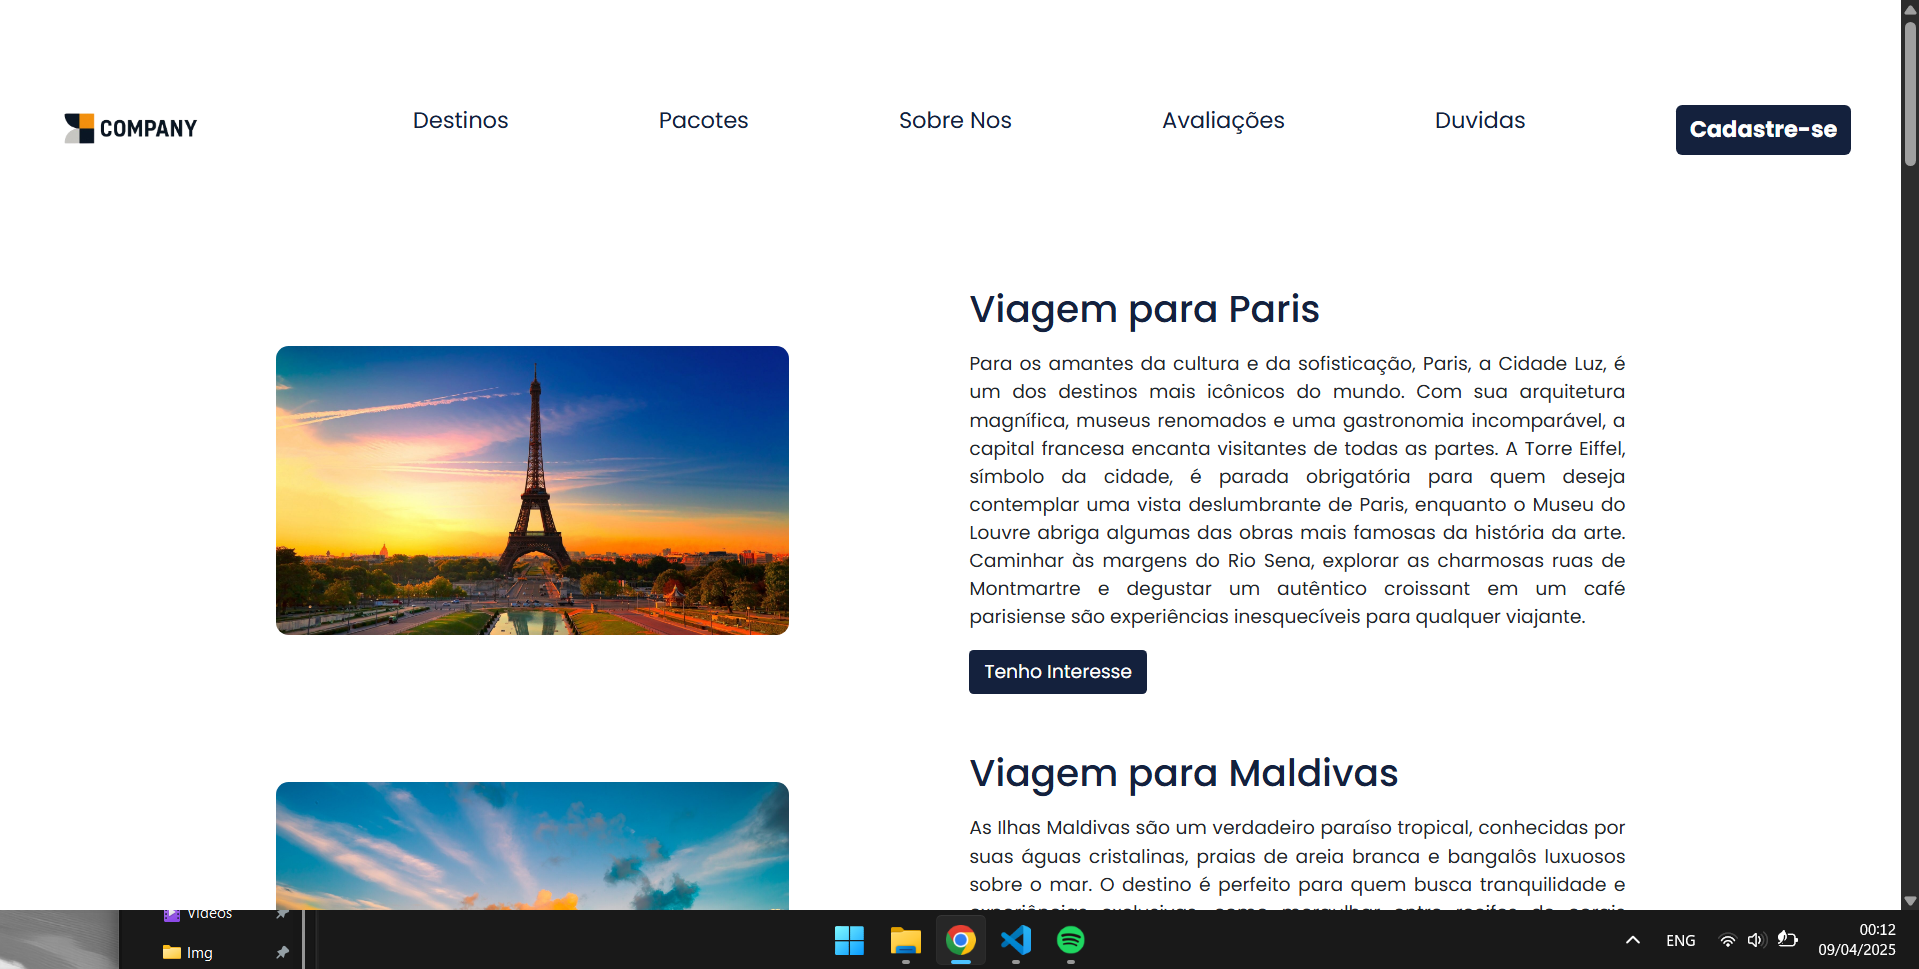 COMPANY
Destinos
Pacotes
Sobre Nos
Avaliações
Duvidas
Cadastre-se
Viagem para Paris
Para os amantes da cultura e da sofisticação, Paris, a Cidade Luz, é
um dos destinos mais icônicos do mundo. Com sua arquitetura
magnífica, museus renomados e uma gastronomia incomparável, a
capital francesa encanta visitantes de todas as partes. A Torre Eiffel,
símbolo da cidade, é parada obrigatória para quem deseja
contemplar uma vista deslumbrante de Paris, enquanto o Museu do
Louvre abriga algumas das obras mais famosas da história da arte.
Caminhar às margens do Rio Sena, explorar as charmosas ruas de
Montmartre e degustar um autêntico croissant em um café
parisiense são experiências inesquecíveis para qualquer viajante.
Tenho Interesse
Viagem para Maldivas
As Ilhas Maldivas são um verdadeiro paraíso tropical, conhecidas por
suas águas cristalinas, praias de areia branca e bangalôs luxuosos
sobre o mar. O destino é perfeito para quem busca tranquilidade e
Videos
Img
ENG
00:12
09/04/2025